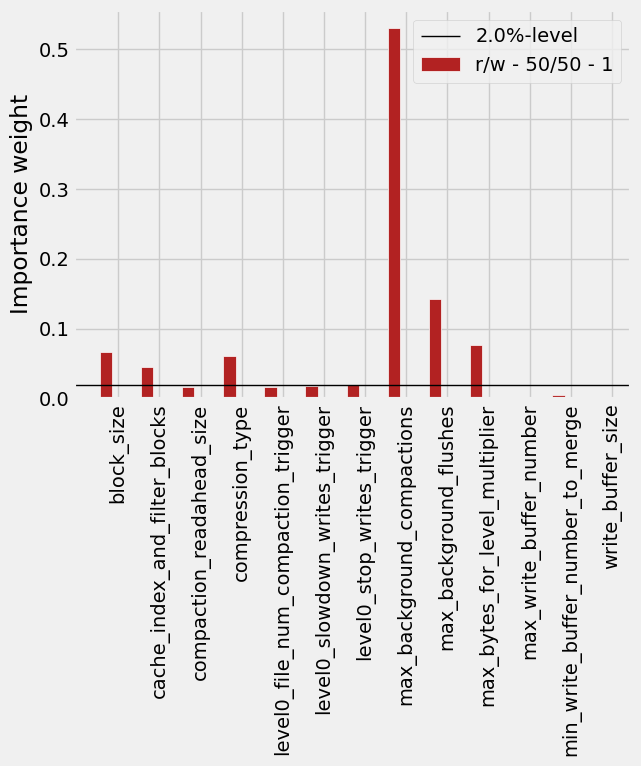 2.0%-level
r/w - 50/50 - 1
Importance weight
0.5
0.4
0.3
0.2
0.1
0.0
block_size
cache_index_and_filter_blocks
compaction_readahead_size
compression_type
level0_file_num_compaction_trigger
level0_slowdown_writes_trigger
level0_stop_writes_trigger
max_background_compactions
max_background_flushes
max_bytes_for_level_multiplier
max_write_buffer_number
min_write_buffer_number_to_merge
write_buffer_size